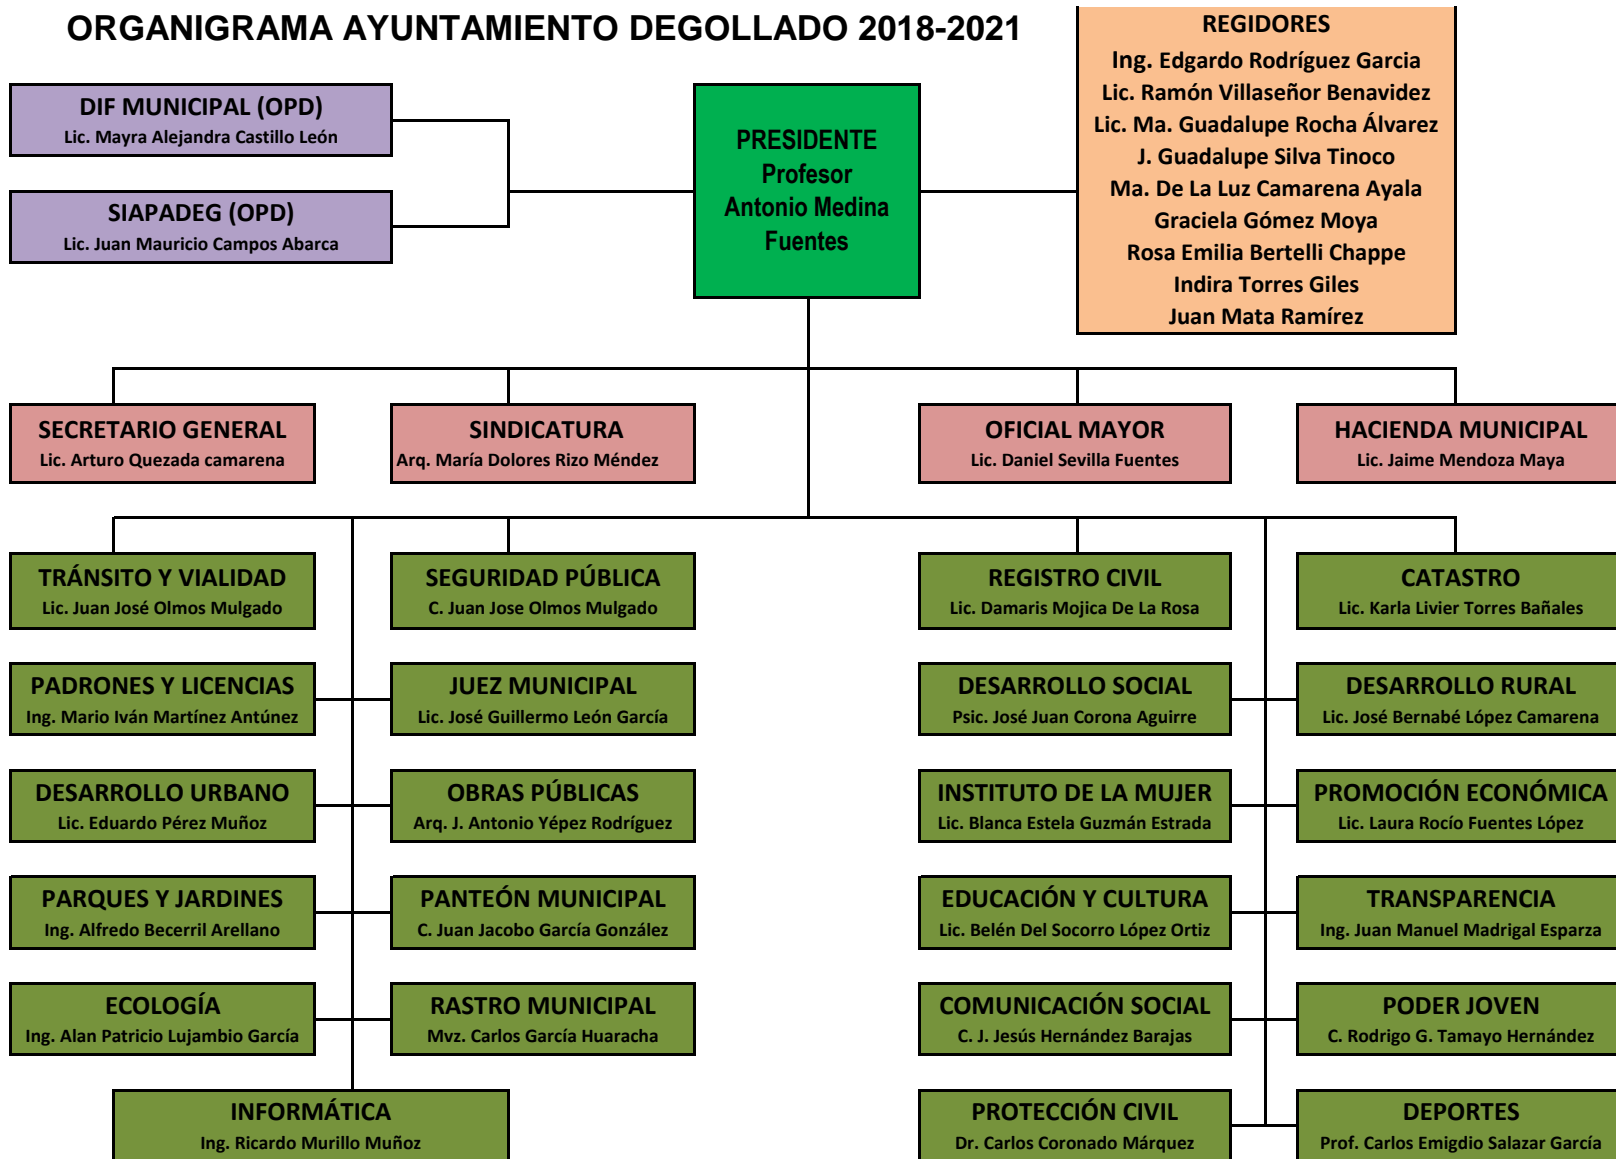 ORGANIGRAMA AYUNTAMIENTO DEGOLLADO 2018-2021
DIF MUNICIPAL (OPD)
Lic. Mayra Alejandra Castillo León
SIAPADEG (OPD)
Lic. Juan Mauricio Campos Abarca
PRESIDENTE
Profesor
Antonio Medina
Fuentes
REGIDORES
Ing. Edgardo Rodríguez Garcia
Lic. Ramón Villaseñor Benavidez
Lic. Ma. Guadalupe Rocha Álvarez
J. Guadalupe Silva Tinoco
Ma. De La Luz Camarena Ayala
Graciela Gómez Moya
Rosa Emilia Bertelli Chappe
Indira Torres Giles
Juan Mata Ramírez
SECRETARIO GENERAL
Lic. Arturo Quezada camarena
SINDICATURA
Arq. María Dolores Rizo Méndez
OFICIAL MAYOR
Lic. Daniel Sevilla Fuentes
HACIENDA MUNICIPAL
Lic. Jaime Mendoza Maya
TRÁNSITO Y VIALIDAD
Lic. Juan José Olmos Mulgado
SEGURIDAD PÚBLICA
C. Juan Jose Olmos Mulgado
REGISTRO CIVIL
Lic. Damaris Mojica De La Rosa
CATASTRO
Lic. Karla Livier Torres Bañales
PADRONES Y LICENCIAS
Ing. Mario Iván Martínez Antúnez
JUEZ MUNICIPAL
Lic. José Guillermo León García
DESARROLLO SOCIAL
Psic. José Juan Corona Aguirre
DESARROLLO RURAL
Lic. José Bernabé López Camarena
DESARROLLO URBANO
Lic. Eduardo Pérez Muñoz
OBRAS PÚBLICAS
Arq. J. Antonio Yépez Rodríguez
INSTITUTO DE LA MUJER
Lic. Blanca Estela Guzmán Estrada
PROMOCIÓN ECONÓMICA
Lic. Laura Rocío Fuentes López
PARQUES Y JARDINES
Ing. Alfredo Becerril Arellano
PANTEÓN MUNICIPAL
C. Juan Jacobo García González
EDUCACIÓN Y CULTURA
Lic. Belén Del Socorro López Ortiz
TRANSPARENCIA
Ing. Juan Manuel Madrigal Esparza
ECOLOGÍA
Ing. Alan Patricio Lujambio García
RASTRO MUNICIPAL
Mvz. Carlos García Huaracha
COMUNICACIÓN SOCIAL
C. J. Jesús Hernández Barajas
PODER JOVEN
C. Rodrigo G. Tamayo Hernández
INFORMÁTICA
Ing. Ricardo Murillo Muñoz
PROTECCIÓN CIVIL
Dr. Carlos Coronado Márquez
DEPORTES
Prof. Carlos Emigdio Salazar García